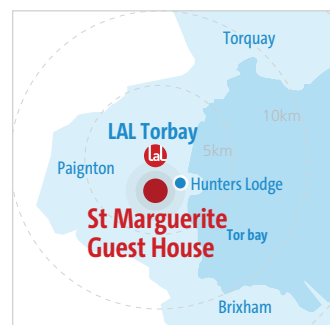 Torquay
10km
LAL Torbay
LaL
5km
Paignton
Hunters Lodge
St Marguerite
Guest House
Tor bay
Brixham